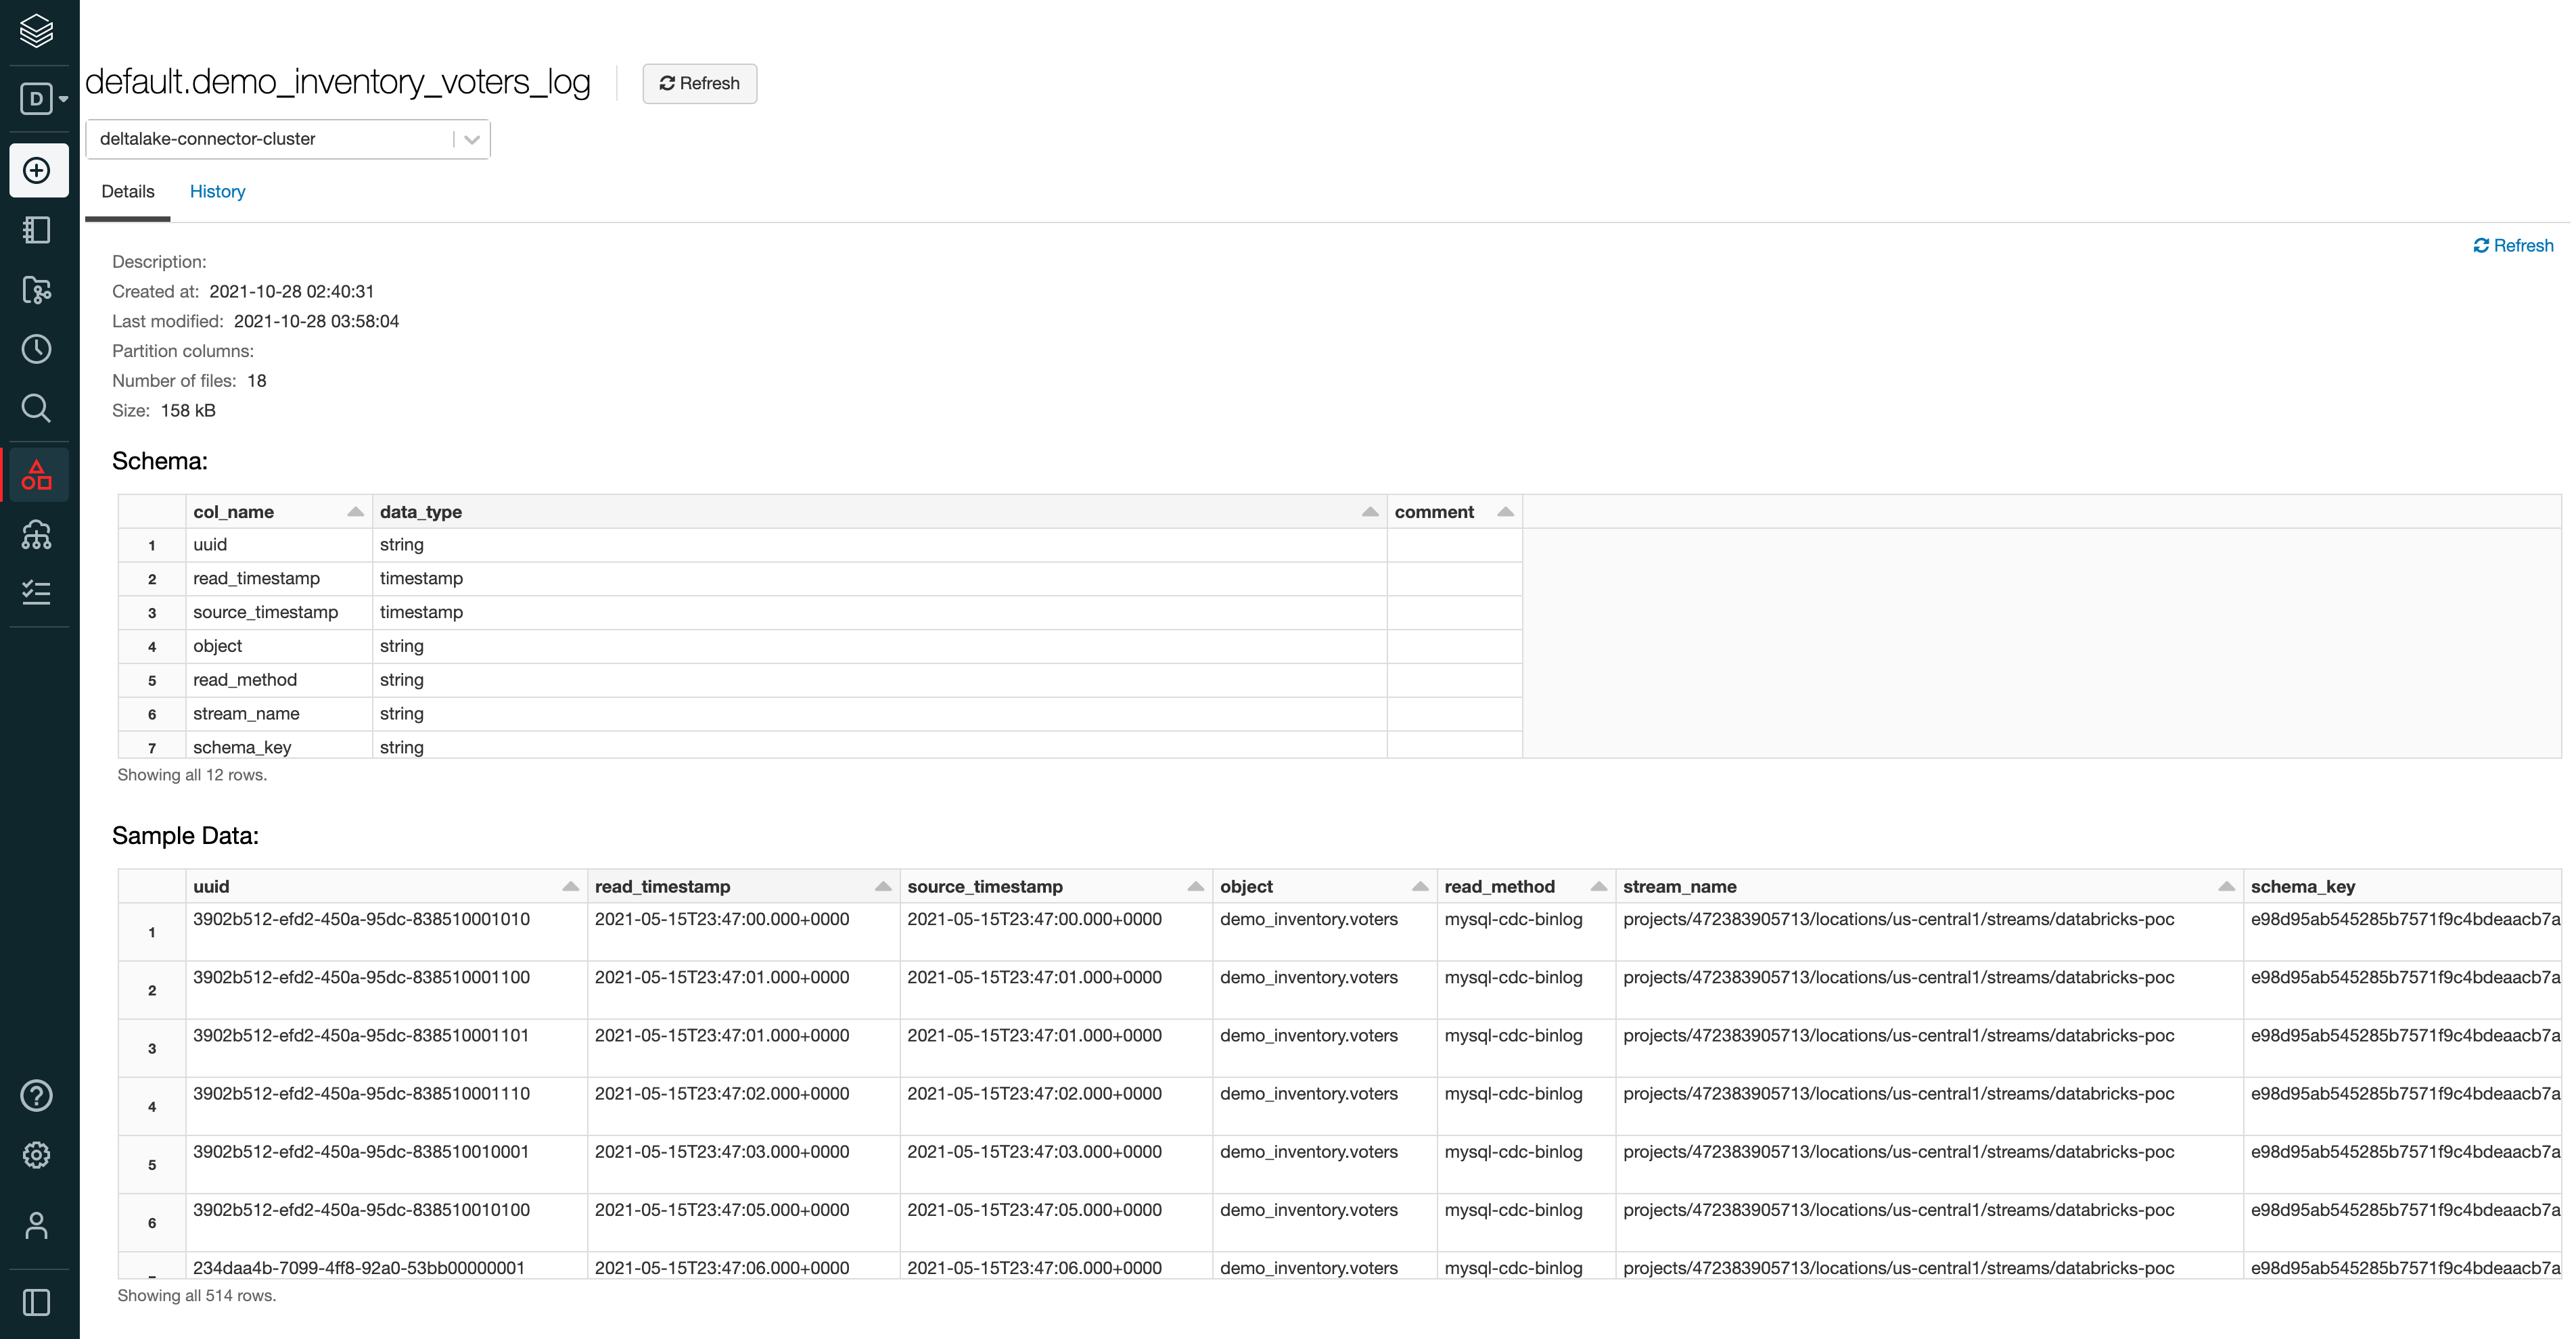 D
default.demo_inventory_voters_log Refresh
deltalake-connector-cluster
Details History
Refresh
Description:
Created at: 2021-10-28 02:40:31
Last modified: 2021-10-28 03:58:04
Partition columns:
Number of files: 18
Size: 158 kB
Schema:
col_name data_type comment
1 uuid string
2 read_timestamp timestamp
3 source_timestamp timestamp
4 object string
5 read_method string
6 stream_name string
7 schema_key string
Showing all 12 rows.
Sample Data:
uuid read_timestamp source_timestamp object read_method stream_name schema_key
1 3902b512-efd2-450a-95dc-838510001010 2021-05-15T23:47:00.000+0000 2021-05-15T23:47:00.000+0000 demo_inventory.voters mysql-cdc-binlog projects/472383905713/locations/us-central1/streams/databricks-poc e98d95ab545285b7571f9c4bdeaacb7a
2 3902b512-efd2-450a-95dc-838510001100 2021-05-15T23:47:01.000+0000 2021-05-15T23:47:01.000+0000 demo_inventory.voters mysql-cdc-binlog projects/472383905713/locations/us-central1/streams/databricks-poc e98d95ab545285b7571f9c4bdeaacb7a
3 3902b512-efd2-450a-95dc-838510001101 2021-05-15T23:47:01.000+0000 2021-05-15T23:47:01.000+0000 demo_inventory.voters mysql-cdc-binlog projects/472383905713/locations/us-central1/streams/databricks-poc e98d95ab545285b7571f9c4bdeaacb7a
4 3902b512-efd2-450a-95dc-838510001110 2021-05-15T23:47:02.000+0000 2021-05-15T23:47:02.000+0000 demo_inventory.voters mysql-cdc-binlog projects/472383905713/locations/us-central1/streams/databricks-poc e98d95ab545285b7571f9c4bdeaacb7a
5 3902b512-efd2-450a-95dc-838510010001 2021-05-15T23:47:03.000+0000 2021-05-15T23:47:03.000+0000 demo_inventory.voters mysql-cdc-binlog projects/472383905713/locations/us-central1/streams/databricks-poc e98d95ab545285b7571f9c4bdeaacb7a
6 3902b512-efd2-450a-95dc-838510010100 2021-05-15T23:47:05.000+0000 2021-05-15T23:47:05.000+0000 demo_inventory.voters mysql-cdc-binlog projects/472383905713/locations/us-central1/streams/databricks-poc e98d95ab545285b7571f9c4bdeaacb7a
234daa4b-7099-4ff8-92a0-53bb00000001 2021-05-15T23:47:06.000+0000 2021-05-15T23:47:06.000+0000 demo_inventory.voters mysql-cdc-binlog projects/472383905713/locations/us-central1/streams/databricks-poc e98d95ab545285b7571f9c4bdeaacb7a
Showing all 514 rows.